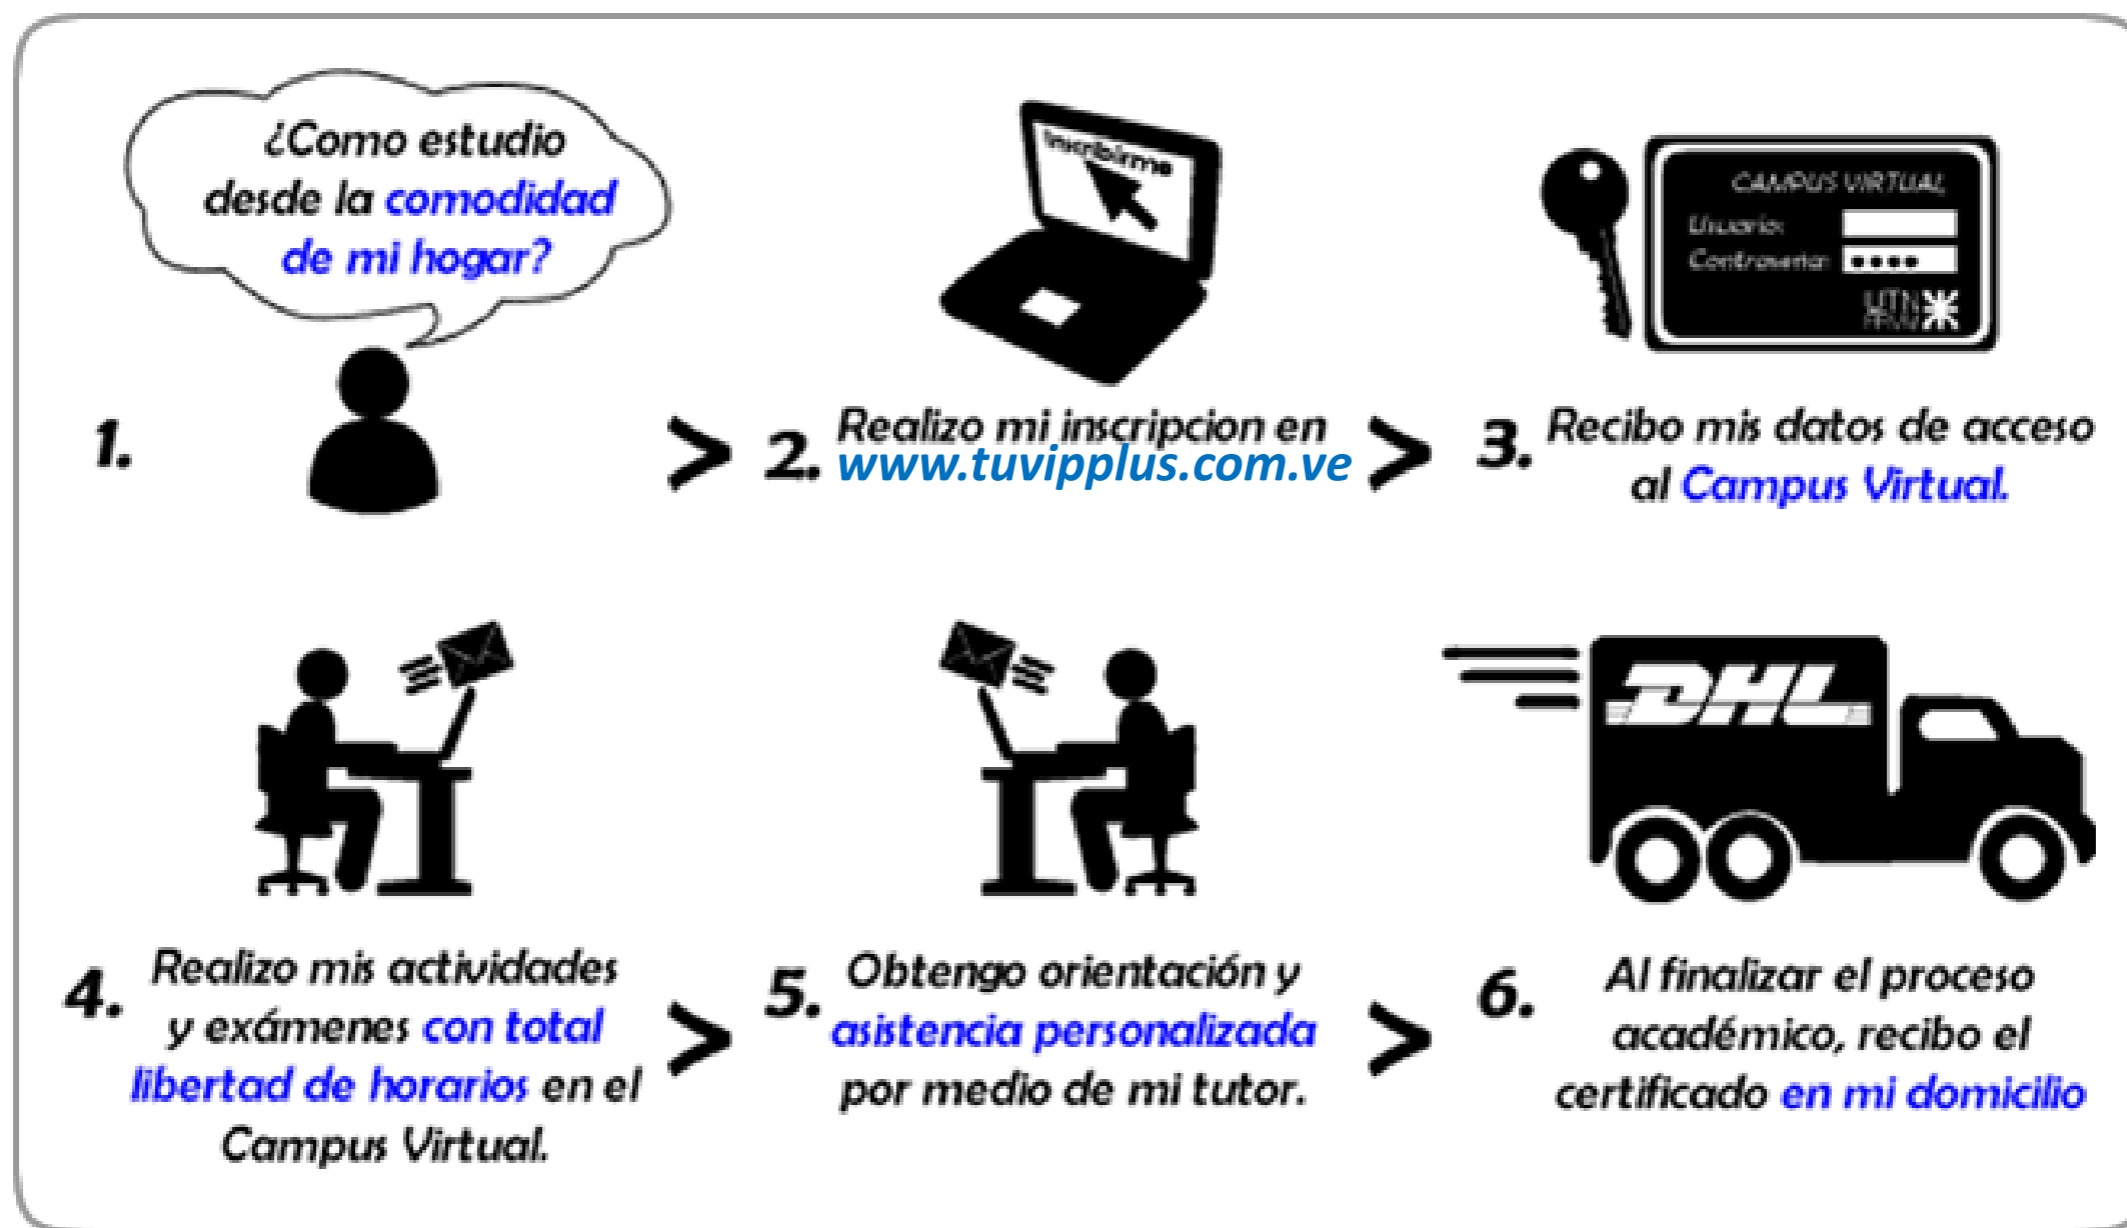 ¿Como estudio
desde la comodidad
de mi hogar?
1.
>
Inscribirme
2. Realizo mi inscripcion en
www.tuvipplus.com.ve
>
CAMPUS VIRTUAL
Usuario:
Contraseña:
UTN
3. Recibo mis datos de acceso
al Campus Virtual.
4. Realizo mis actividades
y exámenes con total
libertad de horarios en el
Campus Virtual.
>
5. Obtengo orientación y
asistencia personalizada
por medio de mi tutor.
>
DHL
6. Al finalizar el proceso
académico, recibo el
certificado en mi domicilio